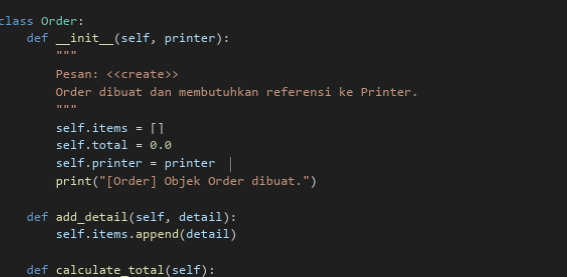 class Order:
    def __init__(self, printer):
        """
        Pesan: <<create>>
        Order dibuat dan membutuhkan referensi ke Printer.
        """
        self.items = []
        self.total = 0.0
        self.printer = printer
        print("[Order] Objek Order dibuat.")
    def add_detail(self, detail):
        self.items.append(detail)
    def calculate_total(self):